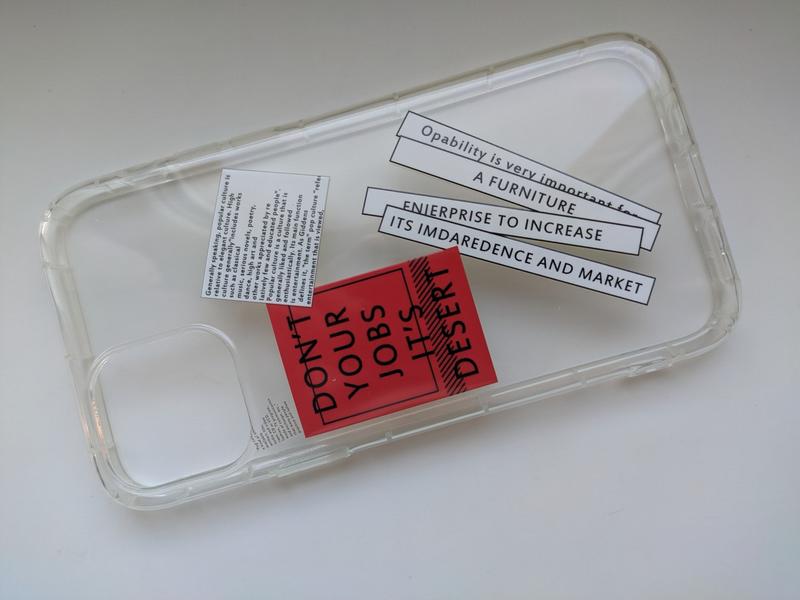 Opability is very important for
A FURNITURE
ENIERPRISE TO INCREASE
ITS IMDAREDENCE AND MARKET
Generally speaking, popular culture is
relative to elegant culture. High
culture generally"includes works
such as classical
music, serious novels, poetry,
dance, high art and
other works appreciated by re
latively few and educated people".
Popular culture is a culture that is
generally liked and followed
enthusiastically. Its main function
is entertainment. As Giddens
defines it, "the term" pop culture "refe
entertainment that is viewed,
DON'T
YOUR
JOBS
IT'S
DESERT